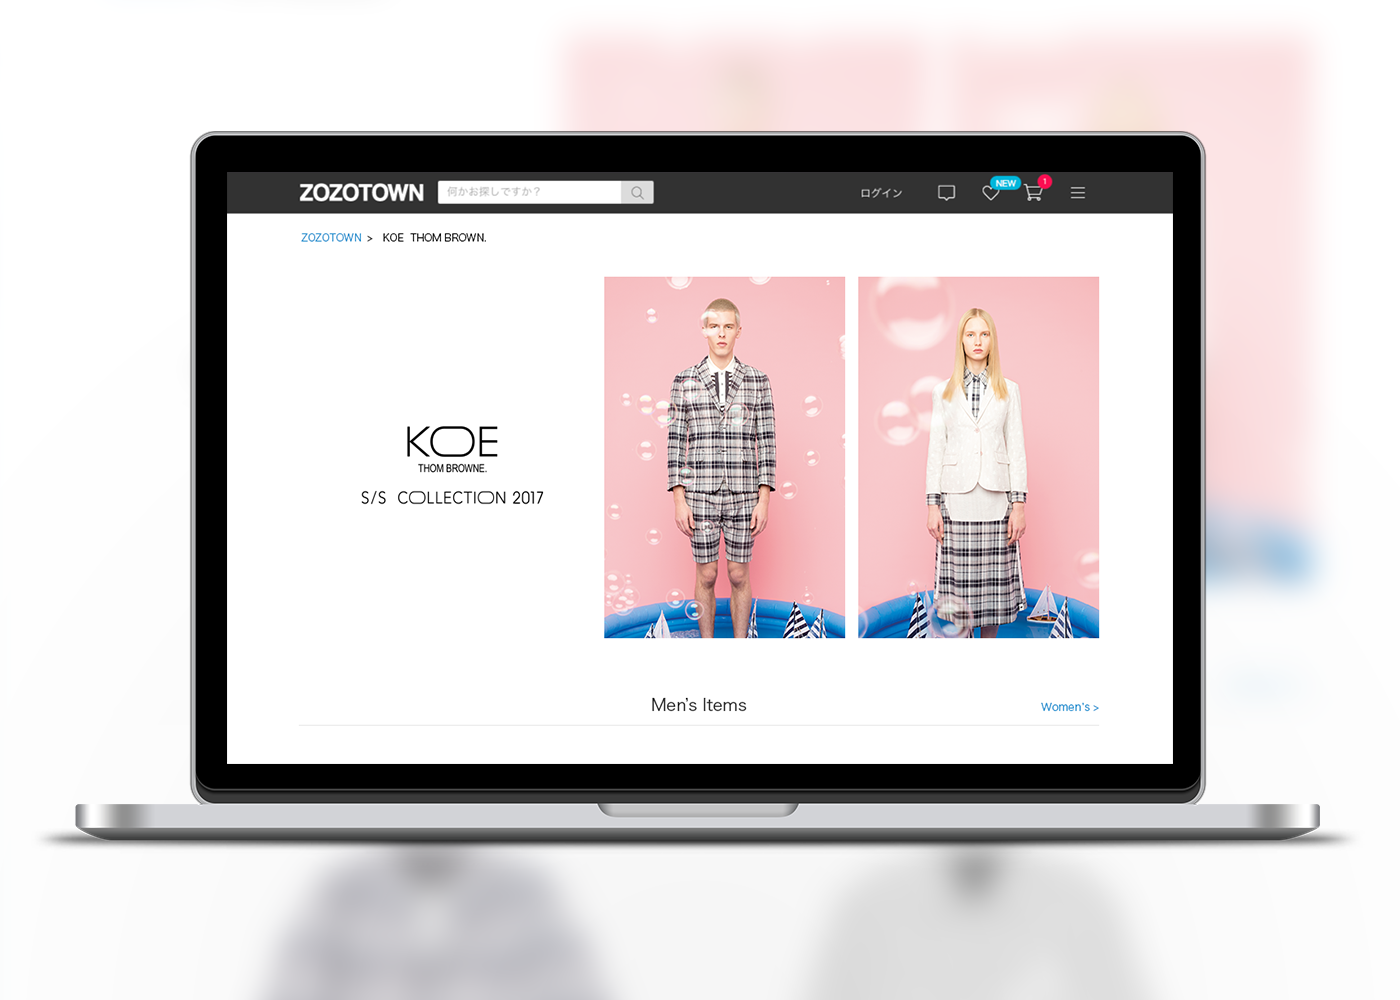 ZOZOTOWN 何かお探しですか? ログイン NEW 1
ZOZOTOWN > KOE THOM BROWN.
KOE
THOM BROWNE.
S/S COLLECTION 2017
Men's Items Women's >